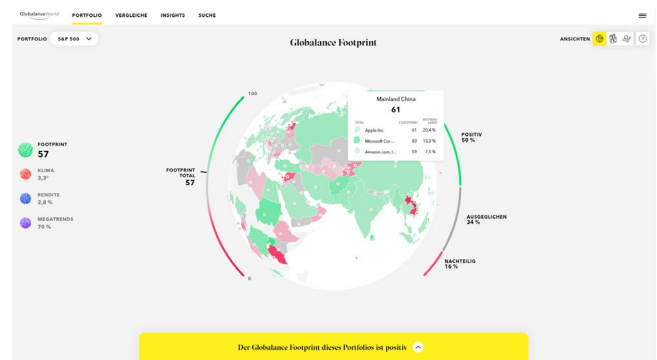 GlobalanceWorld
PORTFOLIO VERGLEICHE INSIGHTS SUCHE
PORTFOLIO S&P 500
Globalance Footprint
ANSICHTEN
100
Mainland China
61
TITEL FOOTPRINT BEITRAG LAND
Apple Inc. 61 20,4 %
Microsoft Cor... 83 13,2 %
Amazon.com, I... 59 7,5 %
FOOTPRINT
57
KLIMA
3,3°
RENDITE
2,8 %
MEGATRENDS
70 %
FOOTPRINT
TOTAL
57
POSITIV
50 %
AUSGEGLICHEN
34 %
NACHTEILIG
16 %
0
Der Globalance Footprint dieses Portfolios ist positiv